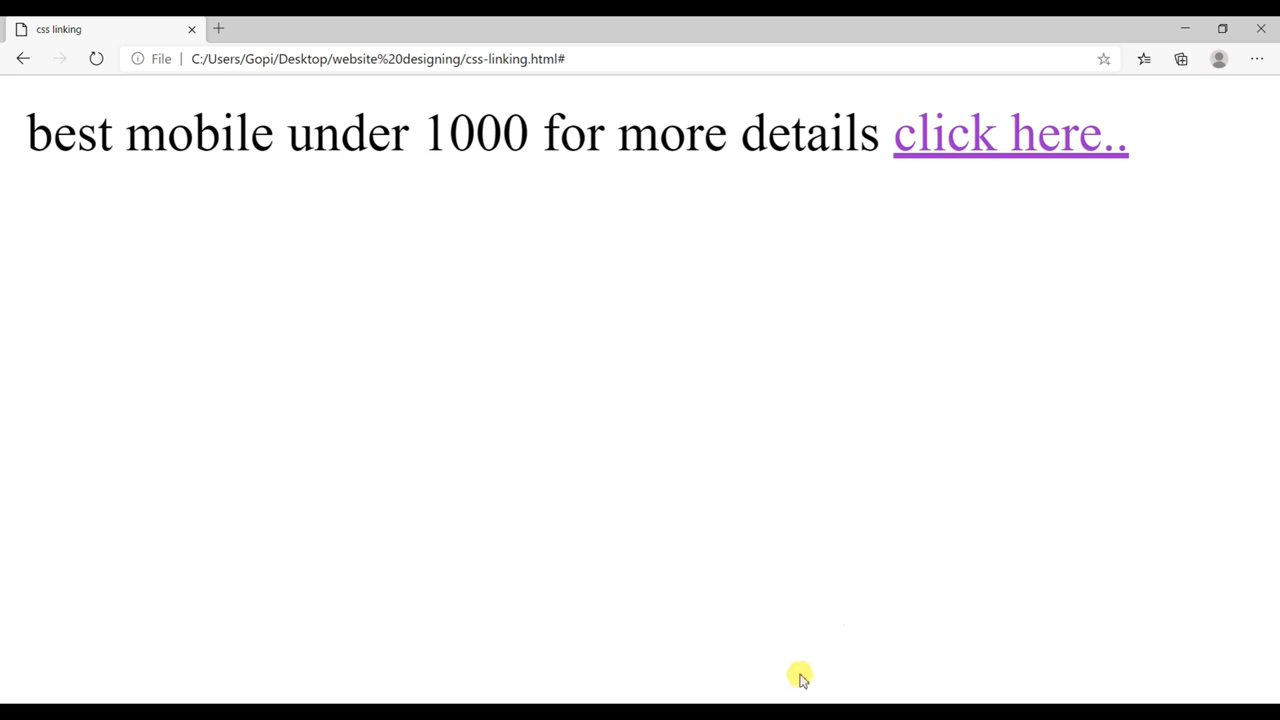 css linking
File
C:/Users/Gopi/Desktop/website%20designing/css-linking.html#
best mobile under 1000 for more details click here..